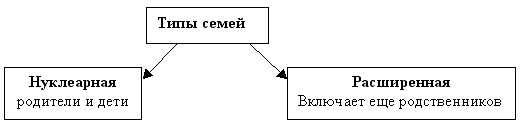 Типы семей
Нуклеарная
родители и дети
Расширенная
Включает еще родственников